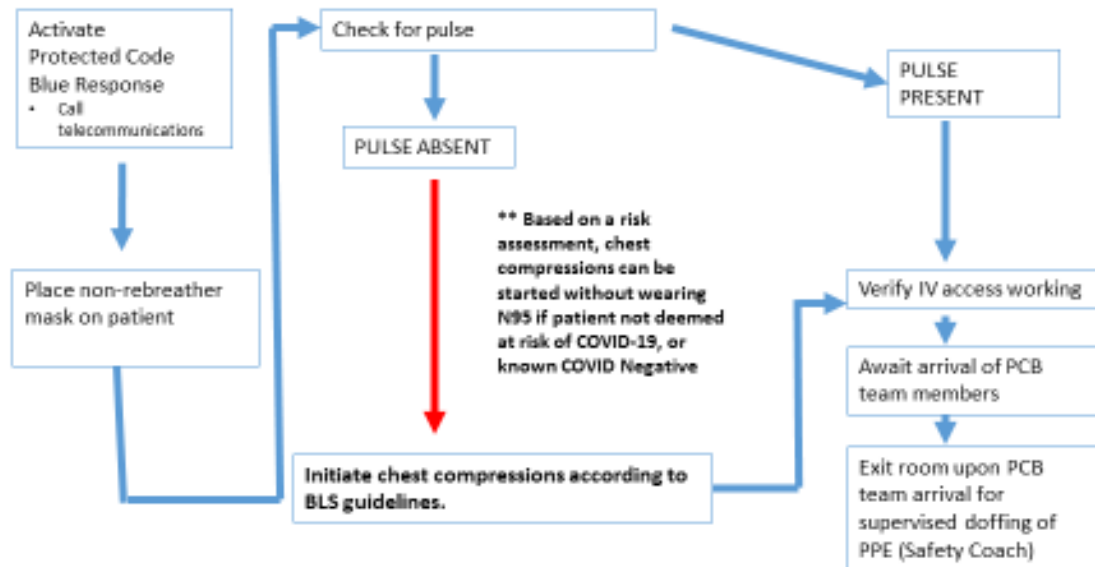 Activate
Protected Code
Blue Response
• Call
telecommunications
Place non-rebreather
mask on patient
Check for pulse
PULSE ABSENT
** Based on a risk
assessment, chest
compressions can be
started without wearing
N95 if patient not deemed
at risk of COVID-19, or
known COVID Negative
Initiate chest compressions according to
BLS guidelines.
PULSE
PRESENT
Verify IV access working
Await arrival of PCB
team members
Exit room upon PCB
team arrival for
supervised doffing of
PPE (Safety Coach)